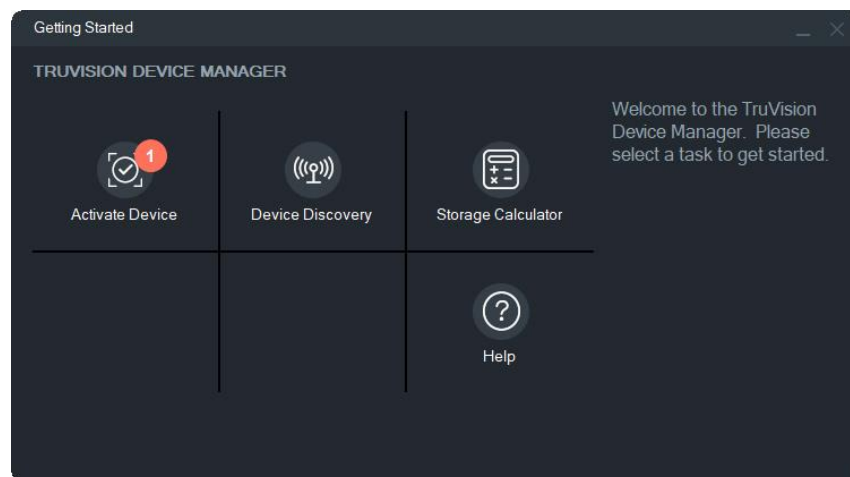 Getting Started
TRUVISION DEVICE MANAGER
Welcome to the TruVision
Device Manager. Please
select a task to get started.
1
Activate Device
Device Discovery
Storage Calculator
?
Help